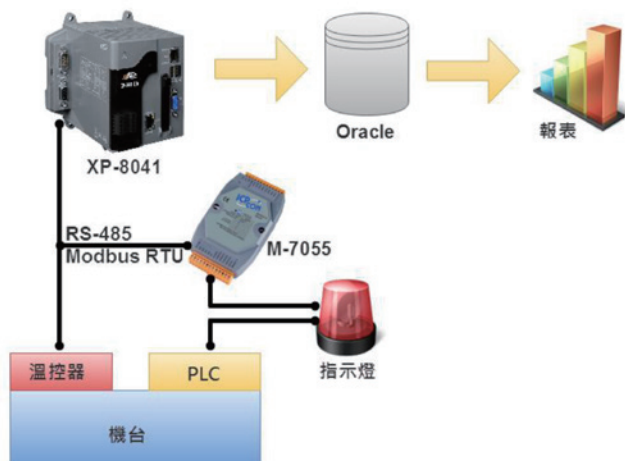 XP-8041
Oracle
報表
RS-485
Modbus RTU
M-7055
指示燈
溫控器
PLC
機台